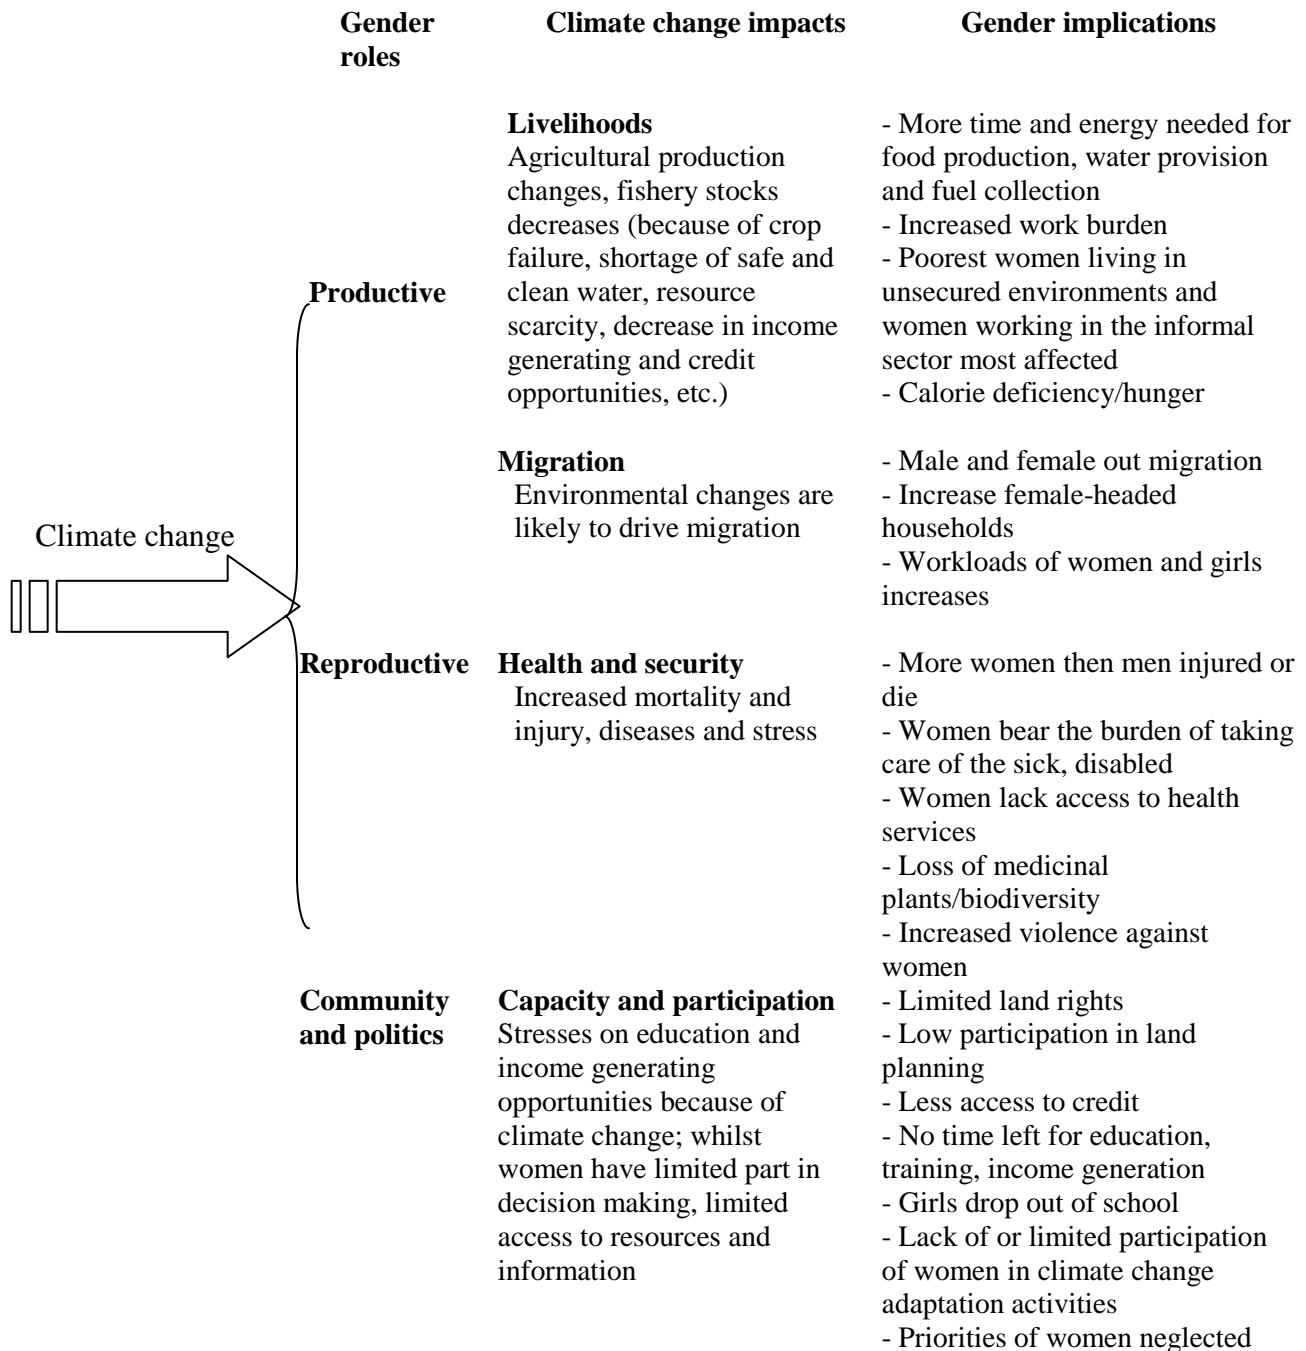 Gender
roles
Climate change impacts
Gender implications
Productive
Livelihoods
Agricultural production
changes, fishery stocks
decreases (because of crop
failure, shortage of safe and
clean water, resource
scarcity, decrease in income
generating and credit
opportunities, etc.)
- More time and energy needed for
food production, water provision
and fuel collection
- Increased work burden
- Poorest women living in
unsecured environments and
women working in the informal
sector most affected
- Calorie deficiency/hunger
Migration
Environmental changes are
likely to drive migration
- Male and female out migration
- Increase female-headed
households
- Workloads of women and girls
increases
Climate change
Reproductive
Health and security
Increased mortality and
injury, diseases and stress
- More women then men injured or
die
- Women bear the burden of taking
care of the sick, disabled
- Women lack access to health
services
- Loss of medicinal
plants/biodiversity
- Increased violence against
women
Community
and politics
Capacity and participation
Stresses on education and
income generating
opportunities because of
climate change; whilst
women have limited part in
decision making, limited
access to resources and
information
- Limited land rights
- Low participation in land
planning
- Less access to credit
- No time left for education,
training, income generation
- Girls drop out of school
- Lack of or limited participation
of women in climate change
adaptation activities
- Priorities of women neglected